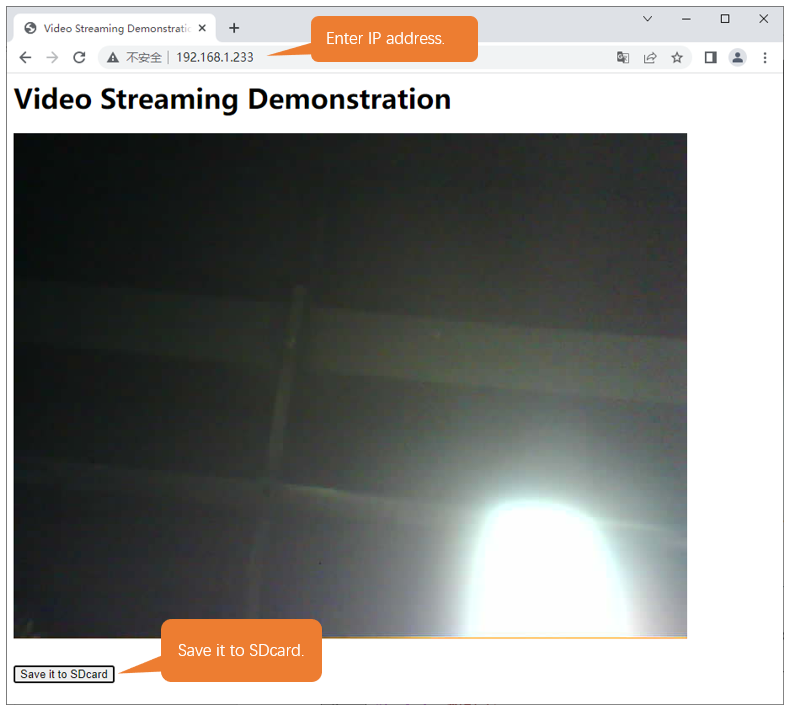 Video Streaming Demonstratio
Enter IP address.
不安全
192.168.1.233
Video Streaming Demonstration
Save it to SDcard.
Save it to SDcard